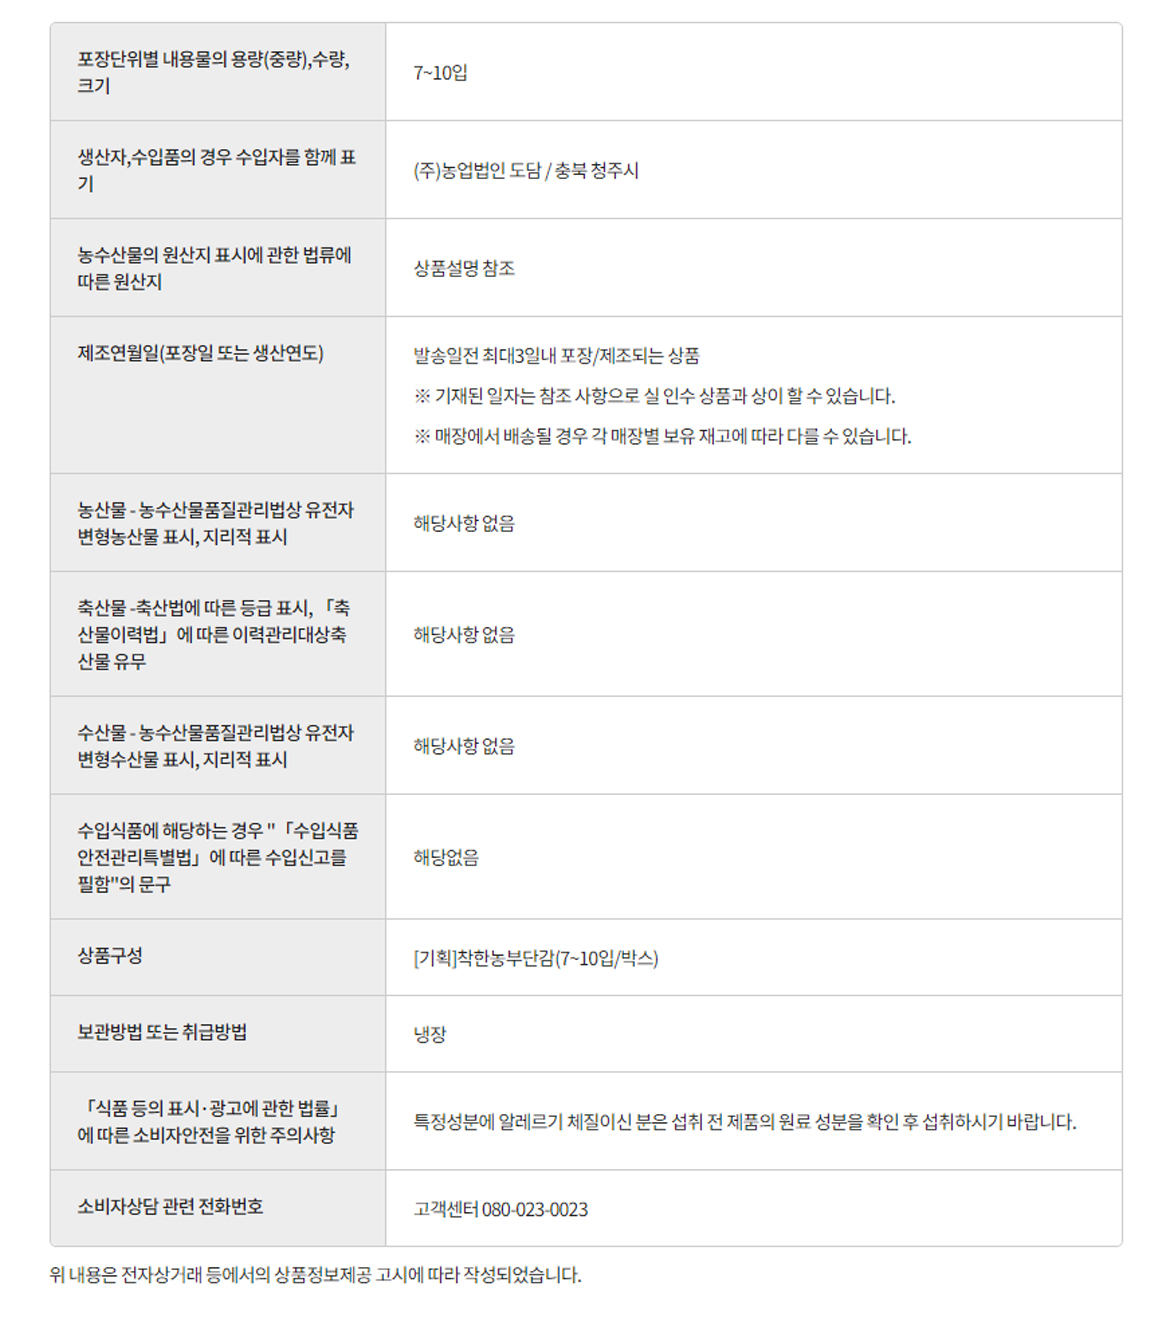 포장단위별 내용물의 용량(중량),수량,
크기
7~10입
생산자,수입품의 경우 수입자를 함께 표
기
(주)농업법인 도담 / 충북 청주시
농수산물의 원산지 표시에 관한 법류에
따른 원산지
상품설명 참조
제조연월일(포장일 또는 생산연도)
발송일전 최대3일내 포장/제조되는 상품
※ 기재된 일자는 참조 사항으로 실 인수 상품과 상이 할 수 있습니다.
※ 매장에서 배송될 경우 각 매장별 보유 재고에 따라 다를 수 있습니다.
농산물 - 농수산물품질관리법상 유전자
변형농산물 표시, 지리적 표시
해당사항 없음
축산물 -축산법에 따른 등급 표시, 「축
산물이력법」에 따른 이력관리대상축
산물 유무
해당사항 없음
수산물 - 농수산물품질관리법상 유전자
변형수산물 표시, 지리적 표시
해당사항 없음
수입식품에 해당하는 경우 "「수입식품
안전관리특별법」에 따른 수입신고를
필함"의 문구
해당없음
상품구성
[기획]착한농부단감(7~10입/박스)
보관방법 또는 취급방법
냉장
「식품 등의 표시·광고에 관한 법률」
에 따른 소비자안전을 위한 주의사항
특정성분에 알레르기 체질이신 분은 섭취 전 제품의 원료 성분을 확인 후 섭취하시기 바랍니다.
소비자상담 관련 전화번호
고객센터 080-023-0023
위 내용은 전자상거래 등에서의 상품정보제공 고시에 따라 작성되었습니다.